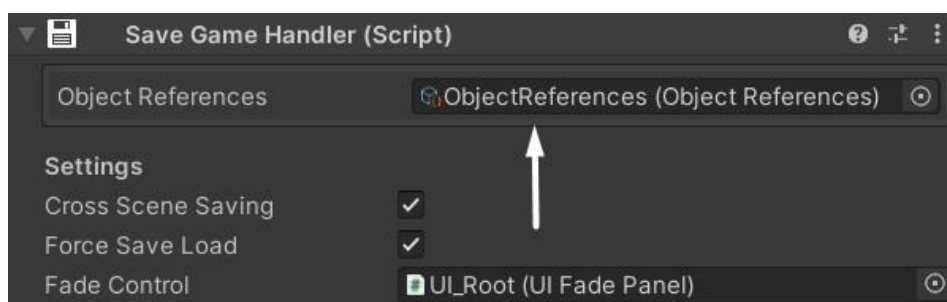 Save Game Handler (Script)
Object References ObjectReferences (Object References)
Settings
Cross Scene Saving
Force Save Load
Fade Control UI_Root (UI Fade Panel)